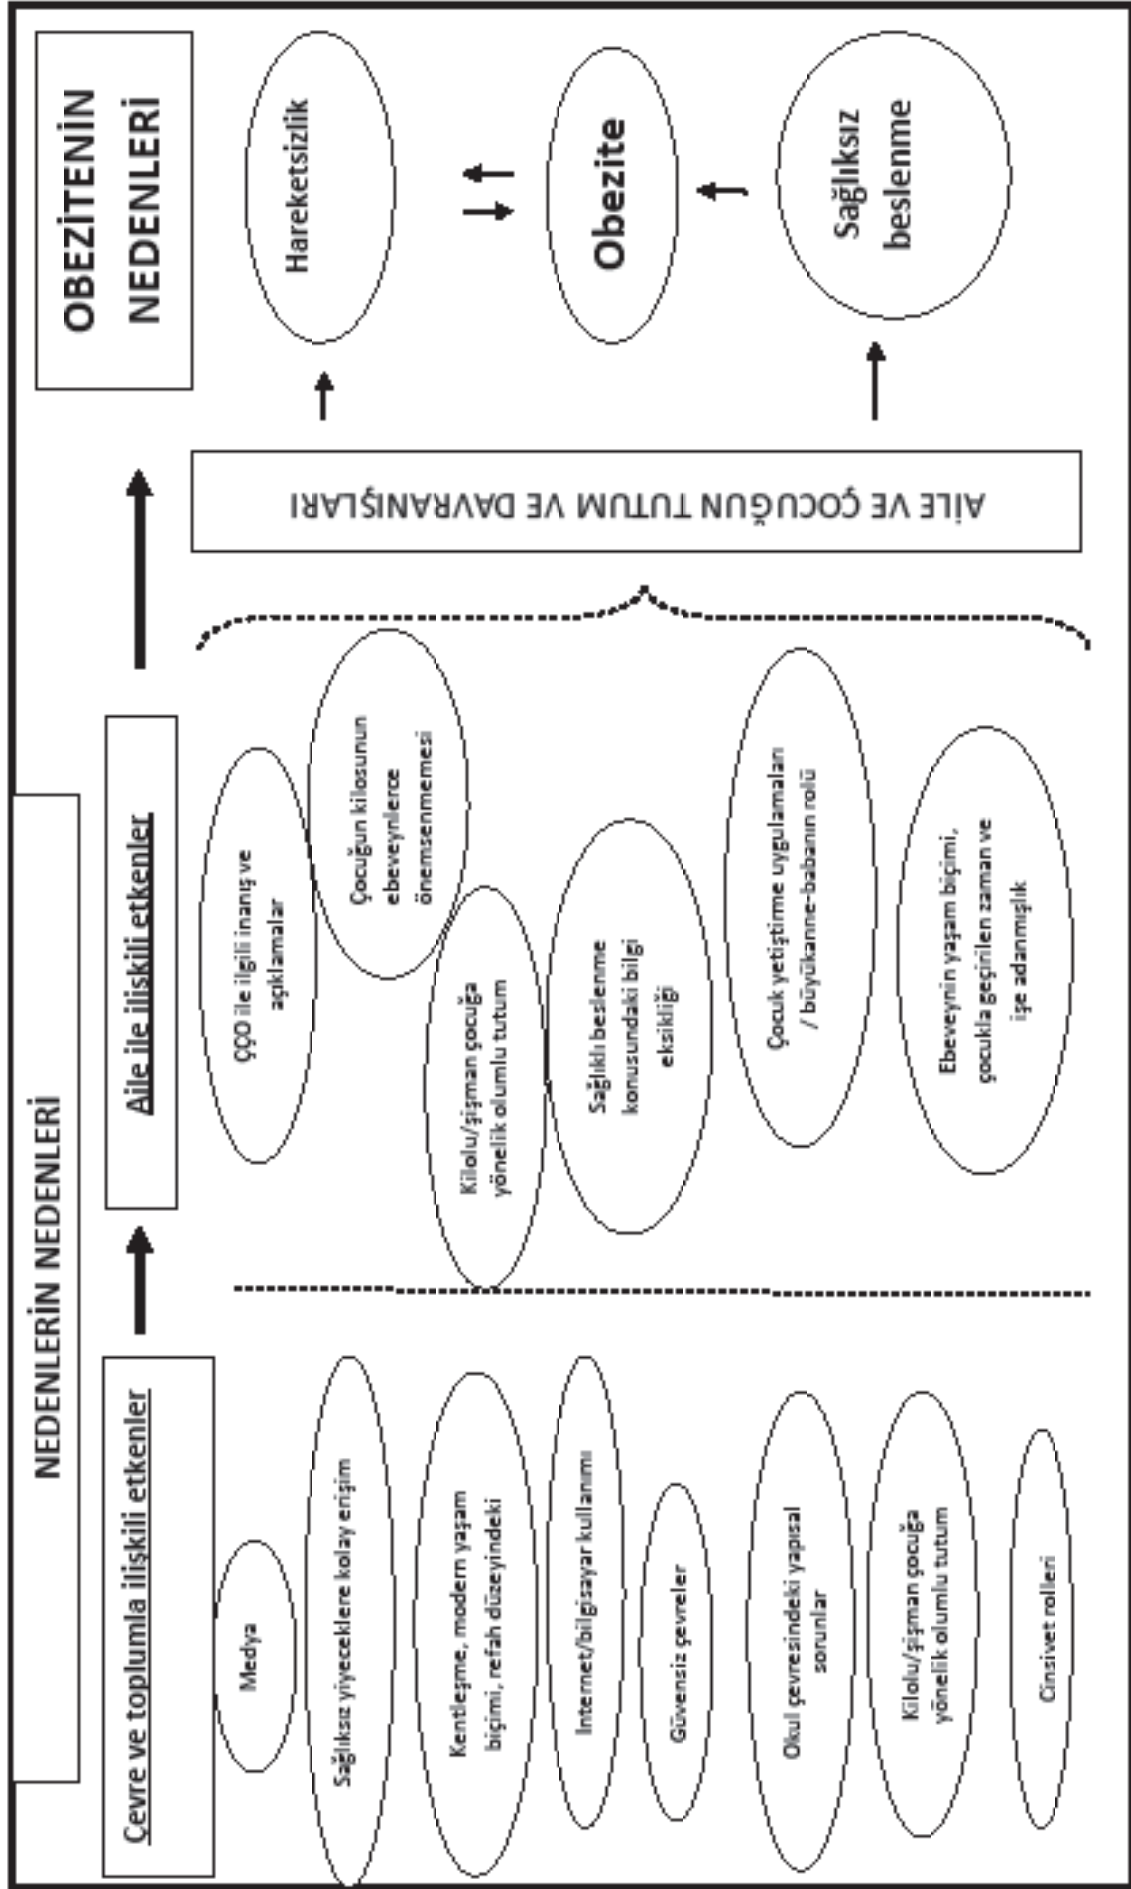 NEDENLERİN NEDENLERİ
OBEZİTENİN
NEDENLERİ
Çevre ve toplumla ilişkili etkenler
Aile ile ilişkili etkenler
Medya
Sağlıksız yiyeceklere kolay erişim
Kentleşme, modern yaşam
biçimi, refah düzeyindeki
İnternet/bilgisayar kullanımı
Güvensiz çevreler
Okul çevresindeki yapısal
sorunlar
Kilolu/şişman çocuğa
yönelik olumlu tutum
Cinsiyet rolleri
ÇÇO ile ilgili inanış ve
açıklamalar
Çocuğun kilosunun
ebeveynlerce
önemsenmemesi
Kilolu/şişman çocuğa
yönelik olumlu tutum
Sağlıklı beslenme
konusundaki bilgi
eksikliği
Çocuk yetiştirme uygulamaları
/ büyükanne-babanın rolü
Ebeveynin yaşam biçimi,
çocukla geçirilen zaman ve
işe adanmışlık
AİLE VE ÇOCUĞUN TUTUM VE DAVRANIŞLARI
Hareketsizlik
Obezite
Sağlıksız
beslenme